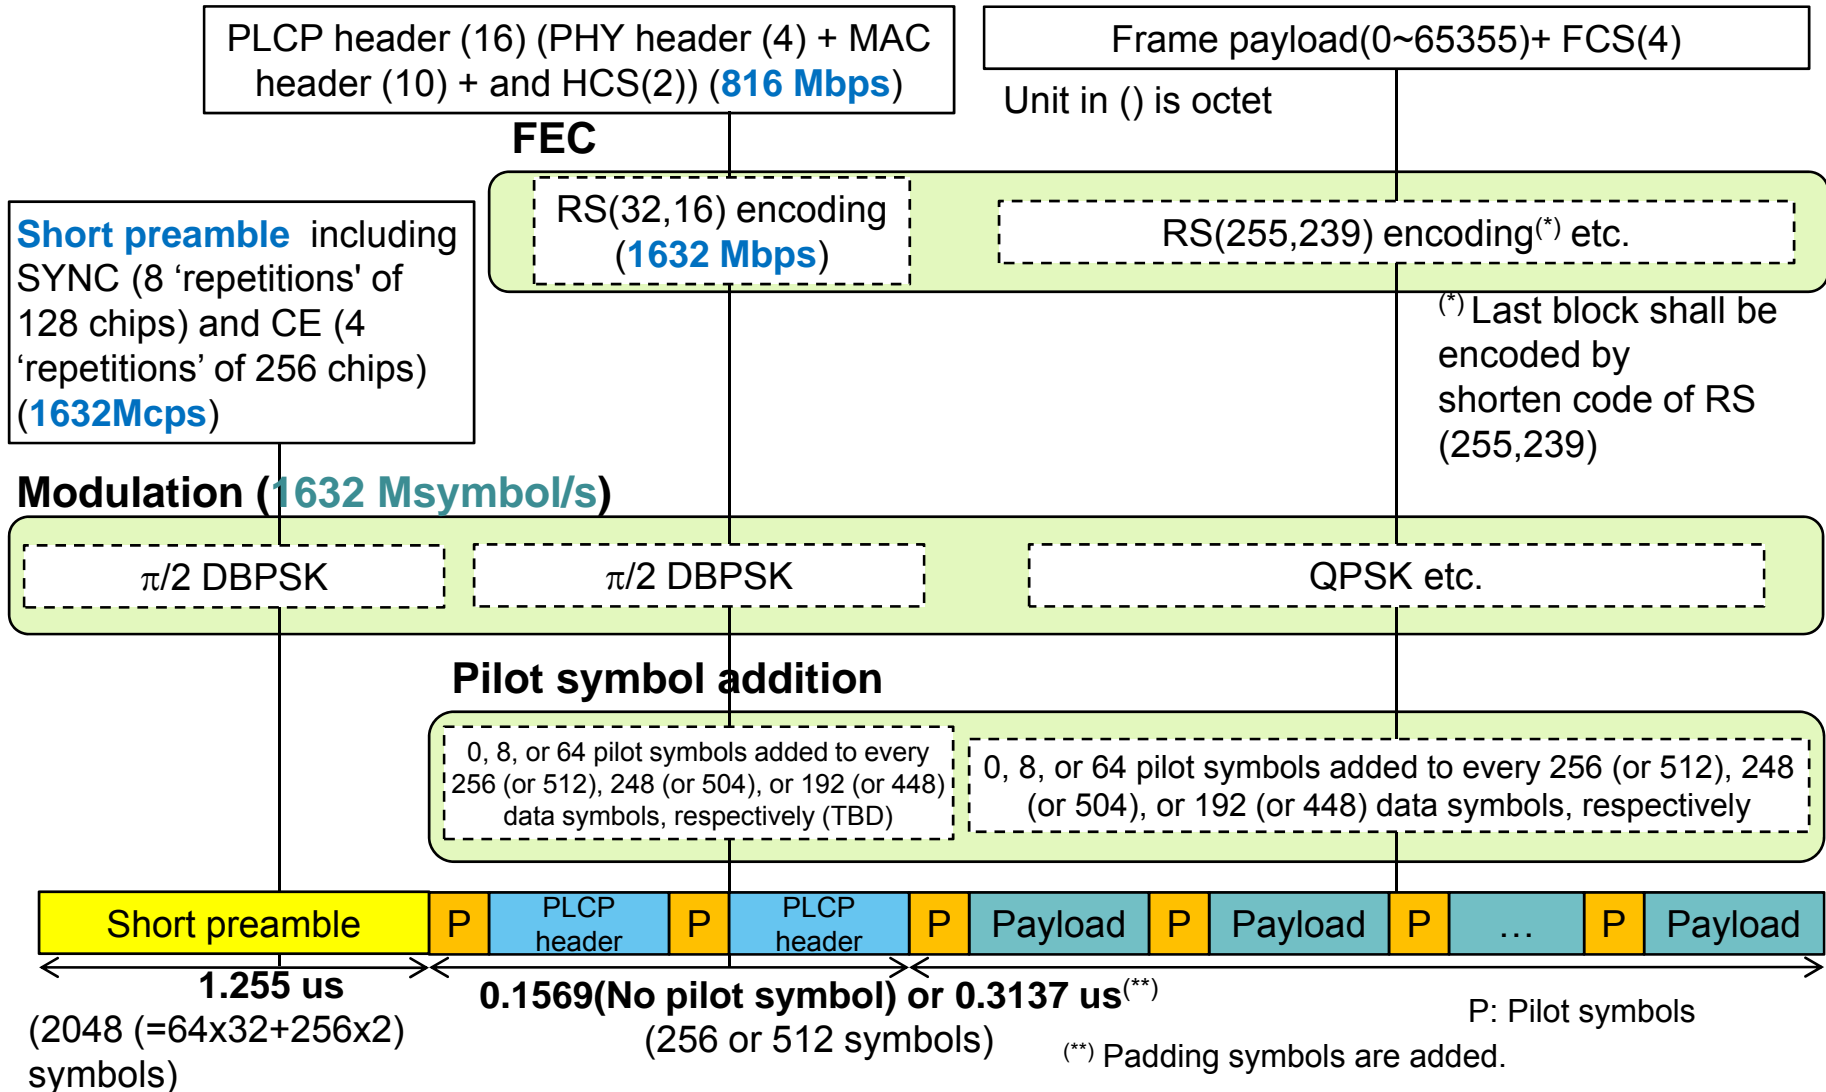 PLCP header (16) (PHY header (4) + MAC
header (10) + and HCS(2)) (816 Mbps)
Frame payload(0~65355)+ FCS(4)
Unit in () is octet
FEC
RS(32,16) encoding
(1632 Mbps)
RS(255,239) encoding(*) etc.
Short preamble including
SYNC (8 ‘repetitions' of
128 chips) and CE (4
‘repetitions’ of 256 chips)
(1632Mcps)
(*) Last block shall be
encoded by
shorten code of RS
(255,239)
Modulation (1632 Msymbol/s)
π/2 DBPSK
π/2 DBPSK
QPSK etc.
Pilot symbol addition
0, 8, or 64 pilot symbols added to every
256 (or 512), 248 (or 504), or 192 (or 448)
data symbols, respectively (TBD)
0, 8, or 64 pilot symbols added to every 256 (or 512), 248
(or 504), or 192 (or 448) data symbols, respectively
Short preamble
P
PLCP
header
P
PLCP
header
P
Payload
P
Payload
P
...
P
Payload
1.255 us
(2048 (=64x32+256x2)
symbols)
0.1569(No pilot symbol) or 0.3137 us(**)
(256 or 512 symbols)
P: Pilot symbols
(**) Padding symbols are added.